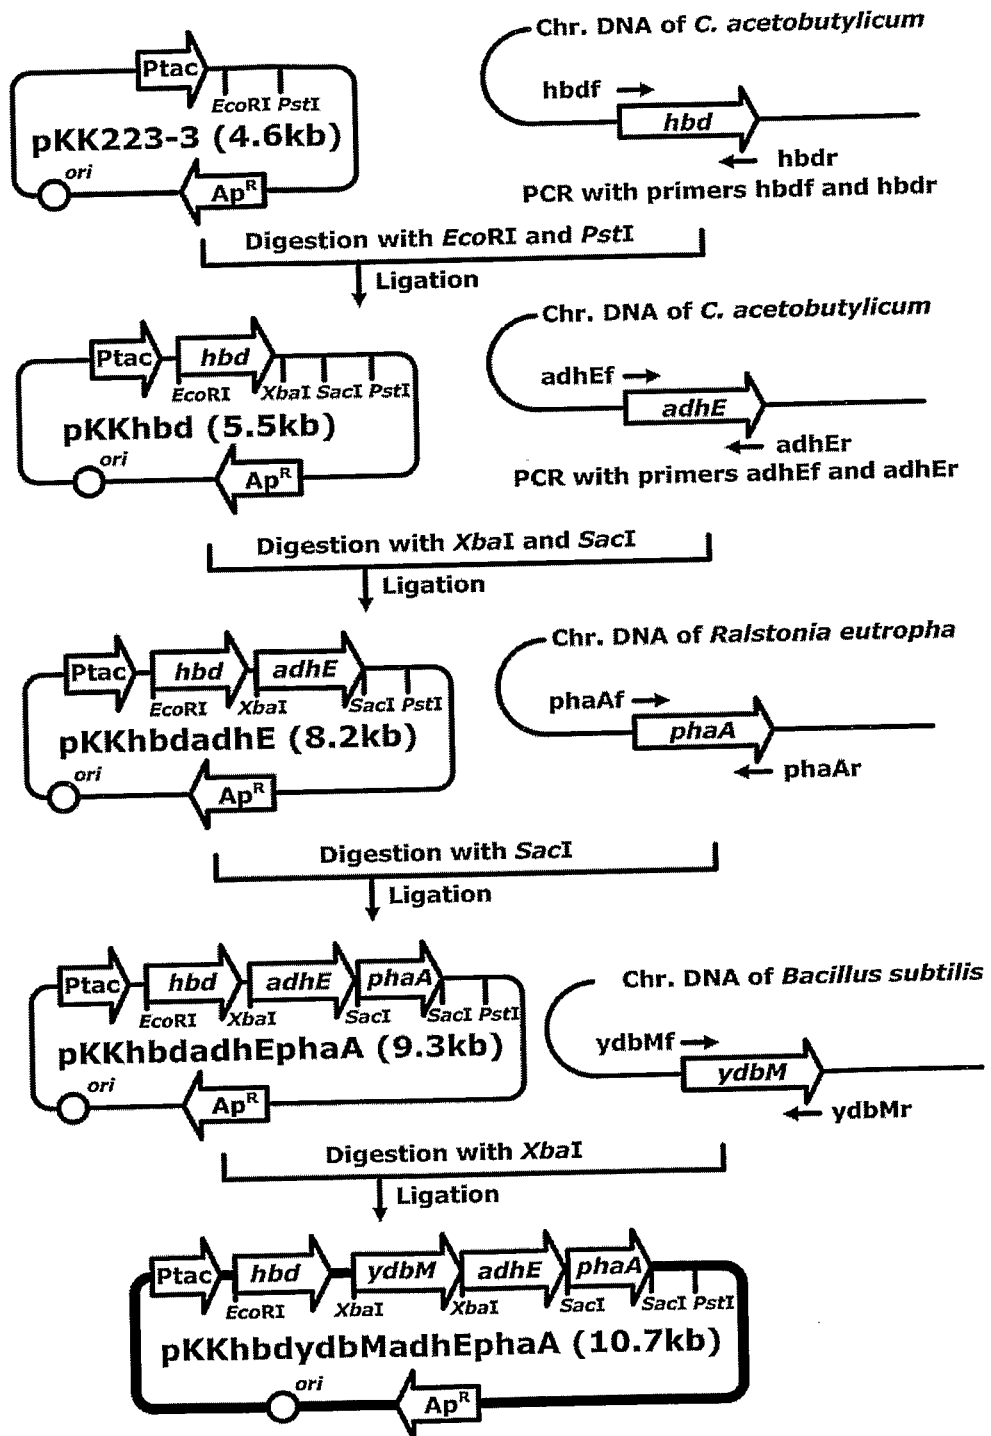 Chr. DNA of C. acetobutylicum
Ptac
EcoRI PstI
pKK223-3 (4.6kb)
ori
ApR
hbdf
hbd
hbdr
PCR with primers hbdf and hbdr
Digestion with EcoRI and PstI
Ligation
Chr. DNA of C. acetobutylicum
Ptac hbd
EcoRI XbaI SacI PstI
pKKhbd (5.5kb)
ori
ApR
adhEf
adhE
adhEr
PCR with primers adhEf and adhEr
Digestion with XbaI and SacI
Ligation
Chr. DNA of Ralstonia eutropha
Ptac hbd adhE
EcoRI XbaI SacI PstI
pKKhbdadhE (8.2kb)
ori
ApR
phaAf
phaA
phaAr
Digestion with SacI
Ligation
Chr. DNA of Bacillus subtilis
Ptac hbd adhE phaA
EcoRI XbaI SacI SacI PstI
pKKhbdadhEphaA (9.3kb)
ori
ApR
ydbMf
ydbM
ydbMr
Digestion with XbaI
Ligation
Ptac hbd ydbM adhE phaA
EcoRI XbaI XbaI SacI SacI PstI
pKKhbdydbMadhEphaA (10.7kb)
ori
ApR